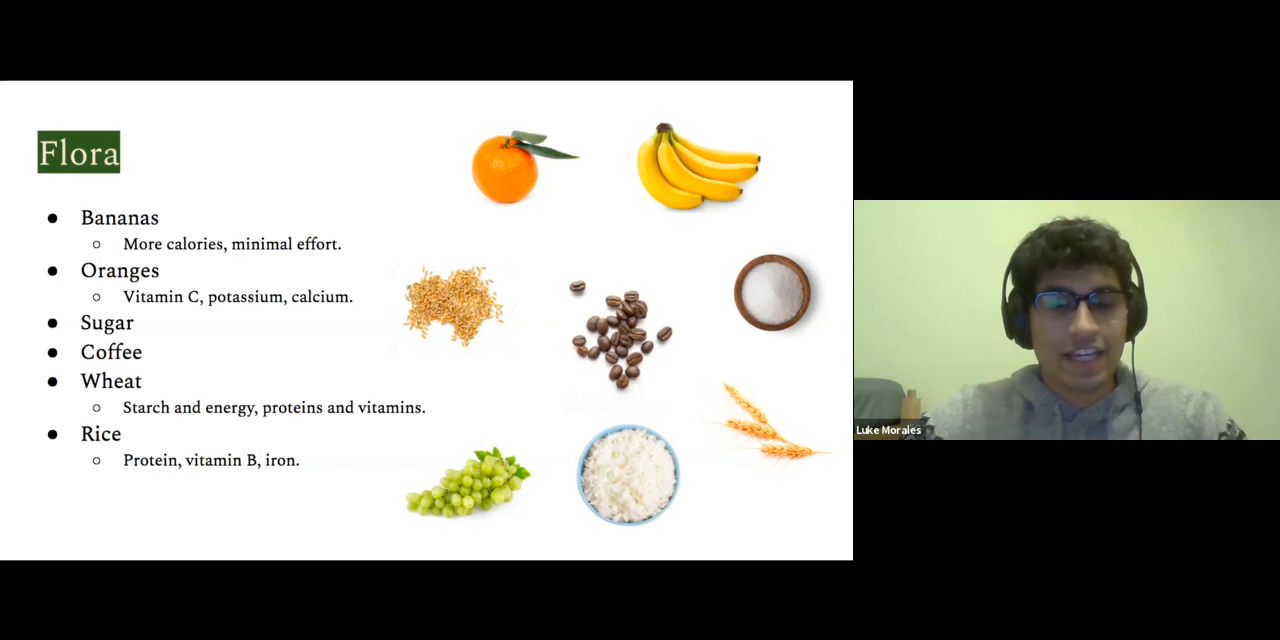 Flora
● Bananas
○ More calories, minimal effort.
● Oranges
○ Vitamin C, potassium, calcium.
● Sugar
● Coffee
● Wheat
○ Starch and energy, proteins and vitamins.
● Rice
○ Protein, vitamin B, iron.
Luke Morales